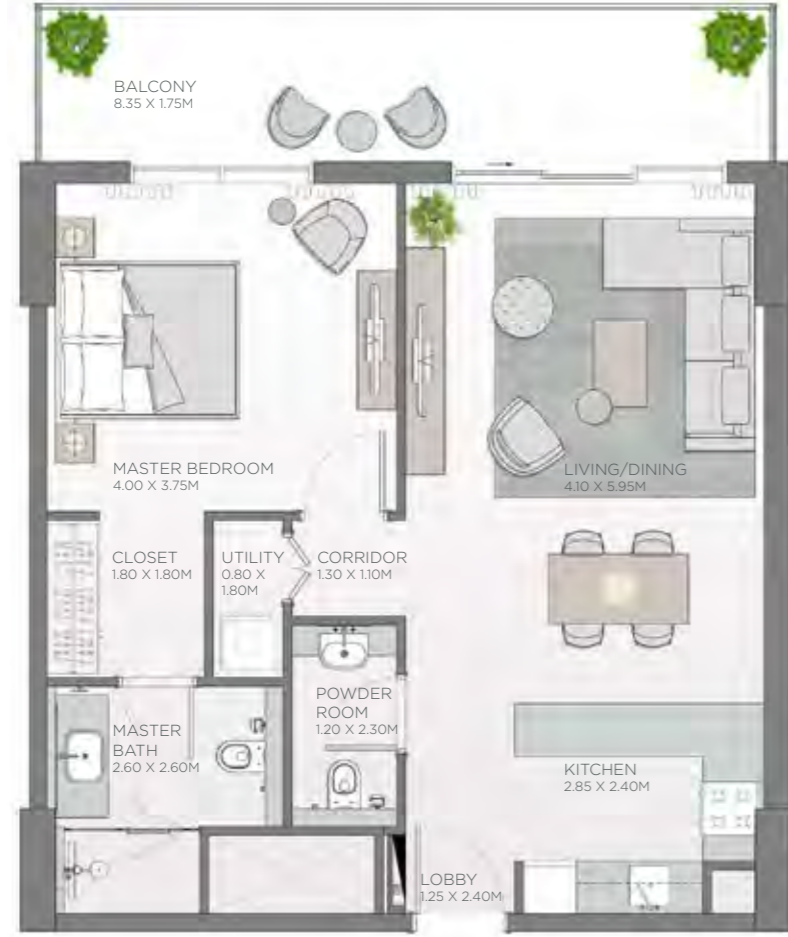 BALCONY
8.35 X 1.75M
MASTER BEDROOM
4.00 X 3.75M
LIVING/DINING
4.10 X 5.95M
CLOSET
1.80 X 1.80M
UTILITY
0.80 X
1.80M
CORRIDOR
1.30 X 1.10M
POWDER
ROOM
1.20 X 2.30M
MASTER
BATH
2.60 X 2.60M
KITCHEN
2.85 X 2.40M
LOBBY
1.25 X 2.40M